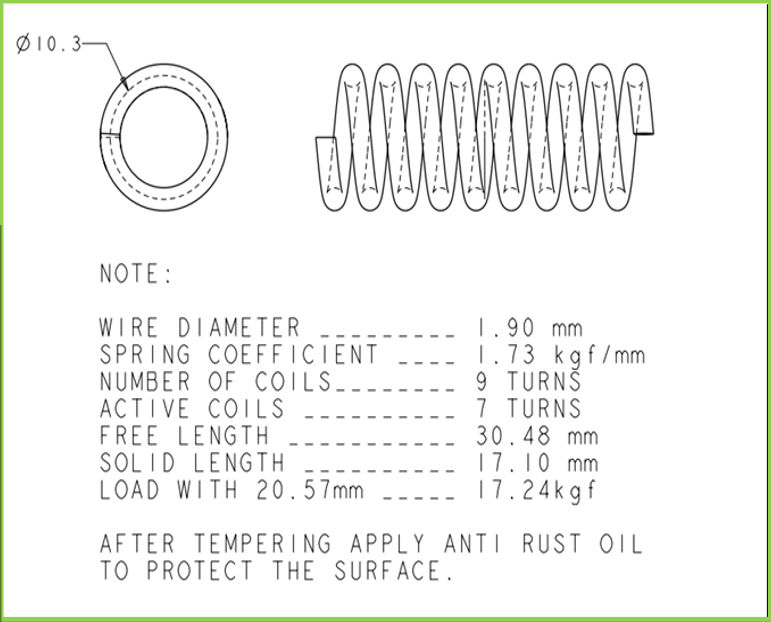 Ø10.3
NOTE:
WIRE DIAMETER _________ 1.90 mm
SPRING COEFFICIENT ____ 1.73 kgf/mm
NUMBER OF COILS________ 9 TURNS
ACTIVE COILS __________ 7 TURNS
FREE LENGTH ___________ 30.48 mm
SOLID LENGTH __________ 17.10 mm
LOAD WITH 20.57mm _____ 17.24kgf
AFTER TEMPERING APPLY ANTI RUST OIL
TO PROTECT THE SURFACE.